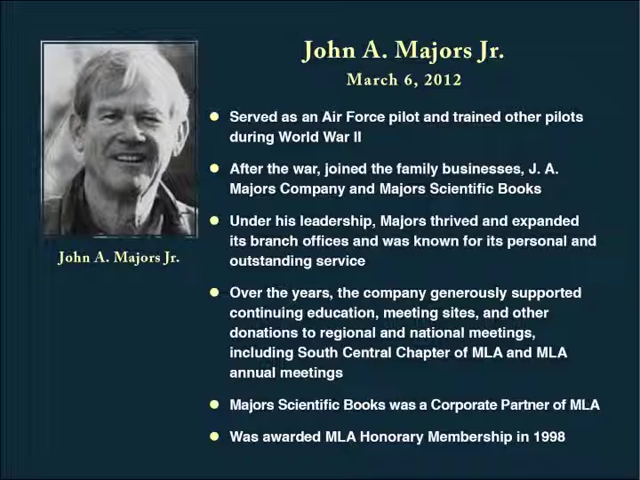 John A. Majors Jr.
March 6, 2012
John A. Majors Jr.
Served as an Air Force pilot and trained other pilots
during World War II
After the war, joined the family businesses, J. A.
Majors Company and Majors Scientific Books
Under his leadership, Majors thrived and expanded
its branch offices and was known for its personal and
outstanding service
Over the years, the company generously supported
continuing education, meeting sites, and other
donations to regional and national meetings,
including South Central Chapter of MLA and MLA
annual meetings
Majors Scientific Books was a Corporate Partner of MLA
Was awarded MLA Honorary Membership in 1998